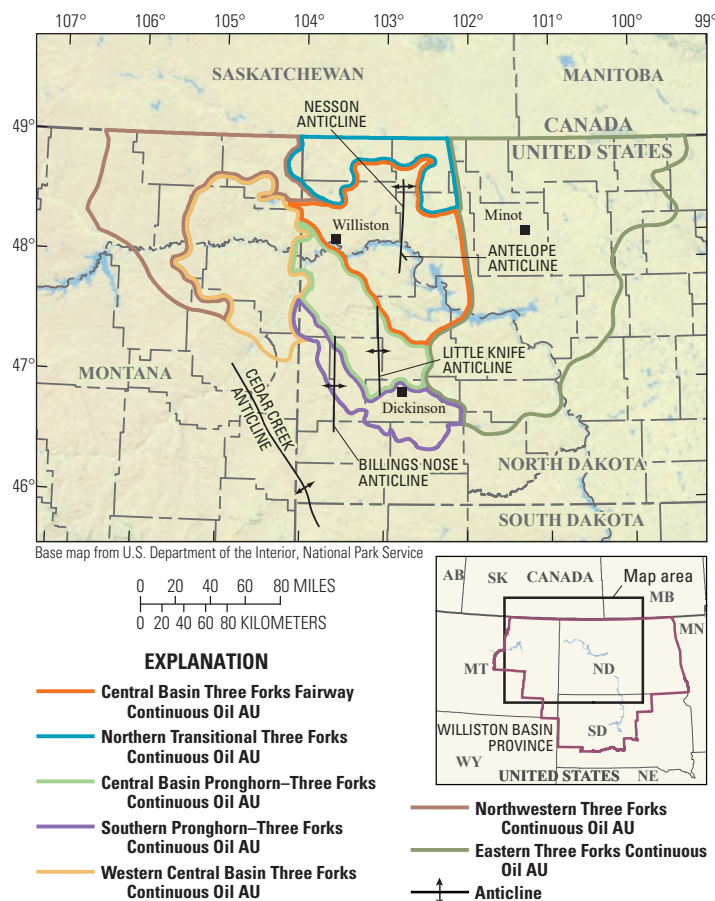 107° 106° 105° 104° 103° 102° 101° 100° 99°
SASKATCHEWAN
MANITOBA
NESSON
ANTICLINE
49°
CANADA
UNITED STATES
Williston
Minot
48°
ANTELOPE
ANTICLINE
47°
MONTANA
LITTLE KNIFE
ANTICLINE
CEDAR CREEK
ANTICLINE
Dickinson
BILLINGS NOSE
ANTICLINE
NORTH DAKOTA
46°
SOUTH DAKOTA
Base map from U.S. Department of the Interior, National Park Service
0 20 40 60 80 MILES
0 20 40 60 80 KILOMETERS
AB SK CANADA
Map area
MB
MN
MT
ND
WILLISTON BASIN
PROVINCE
SD
WY
UNITED STATES
NE
EXPLANATION
Central Basin Three Forks Fairway
Continuous Oil AU
Northern Transitional Three Forks
Continuous Oil AU
Central Basin Pronghorn–Three Forks
Continuous Oil AU
Southern Pronghorn–Three Forks
Continuous Oil AU
Western Central Basin Three Forks
Continuous Oil AU
Northwestern Three Forks
Continuous Oil AU
Eastern Three Forks Continuous
Oil AU
Anticline